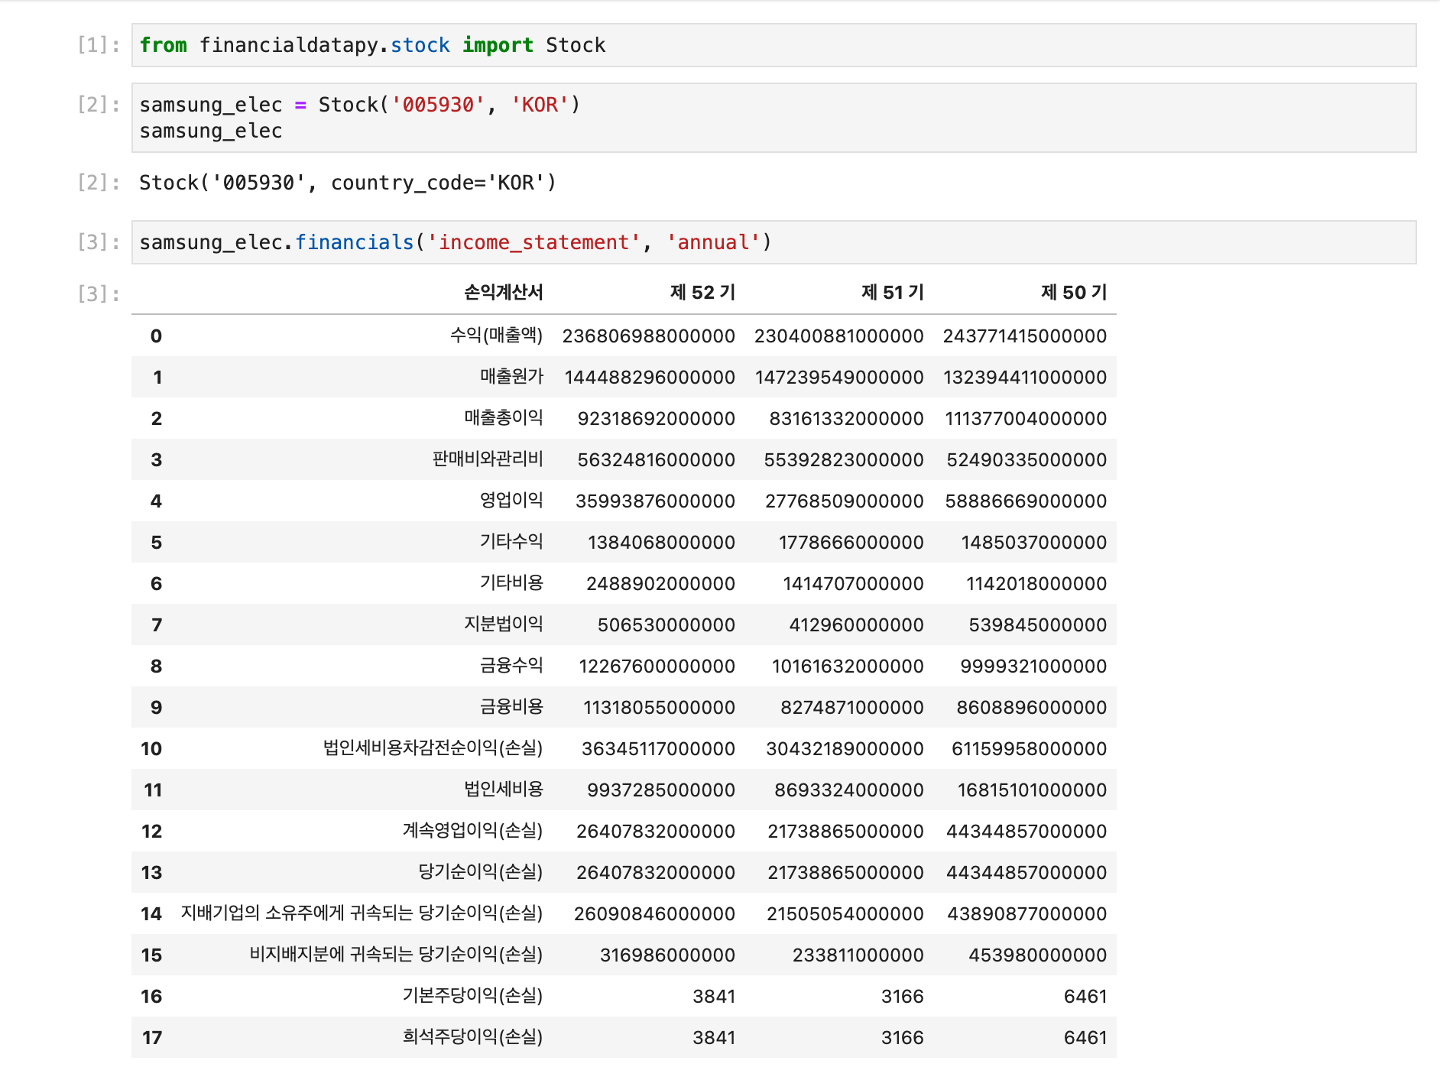 [1]: from financialdatapy.stock import Stock
[2]: samsung_elec = Stock('005930', 'KOR')
samsung_elec
[2]: Stock('005930', country_code='KOR')
[3]: samsung_elec.financials('income_statement', 'annual')
[3]: 손익계산서 제 52 기 제 51 기 제 50 기
0 수익(매출액) 236806988000000 230400881000000 243771415000000
1 매출원가 144488296000000 147239549000000 132394411000000
2 매출총이익 92318692000000 83161332000000 111377004000000
3 판매비와관리비 56324816000000 55392823000000 52490335000000
4 영업이익 35993876000000 27768509000000 58886669000000
5 기타수익 1384068000000 1778666000000 1485037000000
6 기타비용 2488902000000 1414707000000 1142018000000
7 지분법이익 506530000000 412960000000 539845000000
8 금융수익 12267600000000 10161632000000 9999321000000
9 금융비용 11318055000000 8274871000000 8608896000000
10 법인세비용차감전순이익(손실) 36345117000000 30432189000000 61159958000000
11 법인세비용 9937285000000 8693324000000 16815101000000
12 계속영업이익(손실) 26407832000000 21738865000000 44344857000000
13 당기순이익(손실) 26407832000000 21738865000000 44344857000000
14 지배기업의 소유주에게 귀속되는 당기순이익(손실) 26090846000000 21505054000000 43890877000000
15 비지배지분에 귀속되는 당기순이익(손실) 316986000000 233811000000 453980000000
16 기본주당이익(손실) 3841 3166 6461
17 희석주당이익(손실) 3841 3166 6461